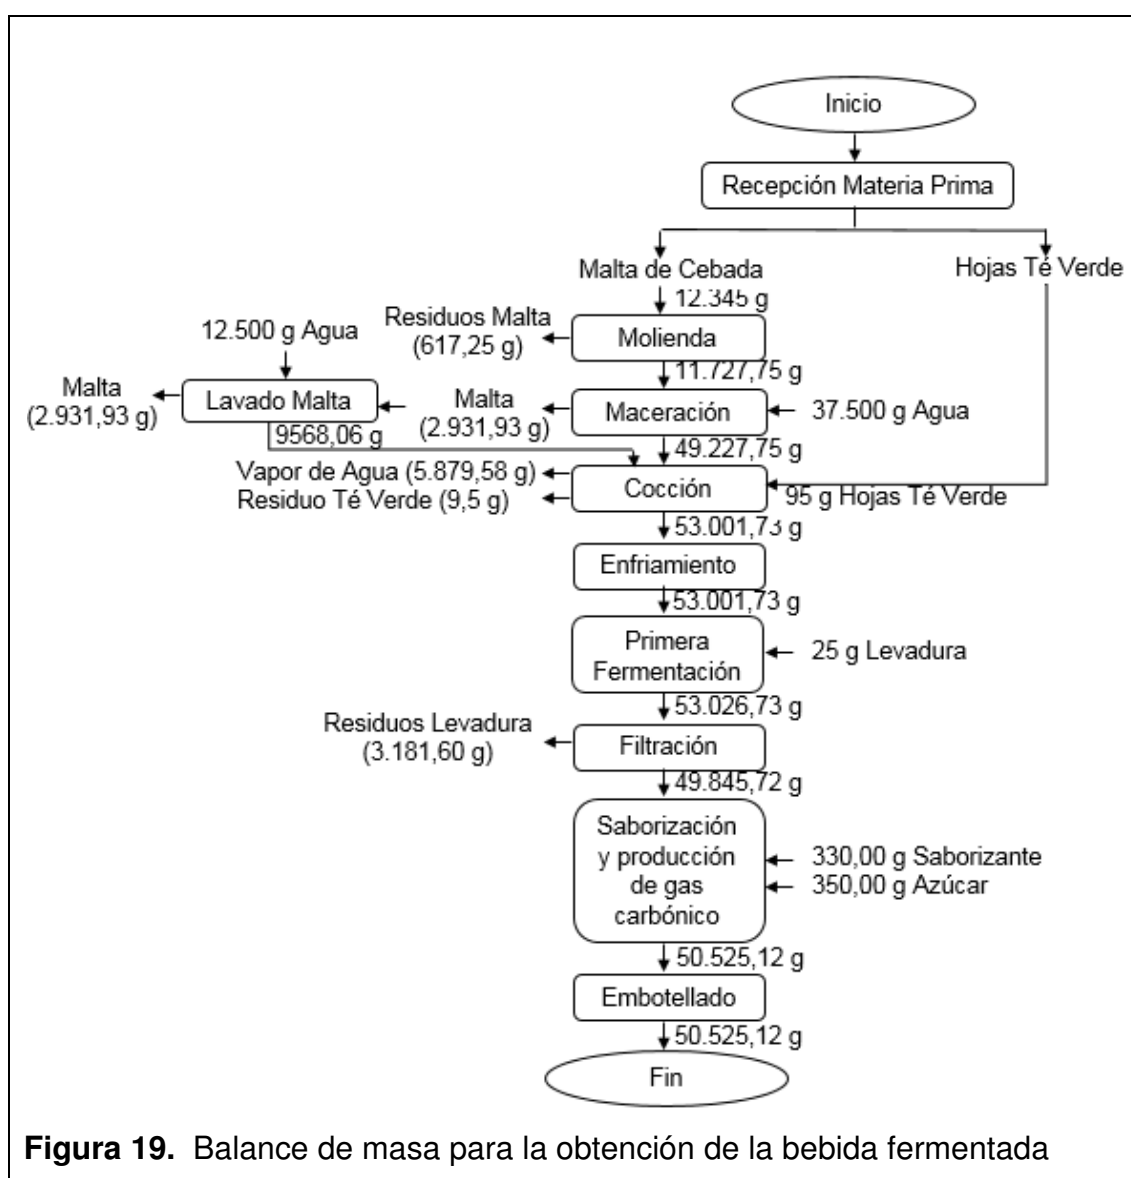 Inicio
Recepción Materia Prima
Malta de Cebada
Hojas Té Verde
12.345 g
Residuos Malta
(617,25 g)
Molienda
12.500 g Agua
11.727,75 g
Malta
(2.931,93 g)
Lavado Malta
Malta
(2.931,93 g)
Maceración
37.500 g Agua
9568,06 g
49.227,75 g
Vapor de Agua (5.879,58 g)
Residuo Té Verde (9,5 g)
Cocción
95 g Hojas Té Verde
53.001,73 g
Enfriamiento
53.001,73 g
Primera
Fermentación
25 g Levadura
53.026,73 g
Residuos Levadura
(3.181,60 g)
Filtración
49.845,72 g
Saborización
y producción
de gas
carbónico
330,00 g Saborizante
350,00 g Azúcar
50.525,12 g
Embotellado
50.525,12 g
Fin
Figura 19. Balance de masa para la obtención de la bebida fermentada